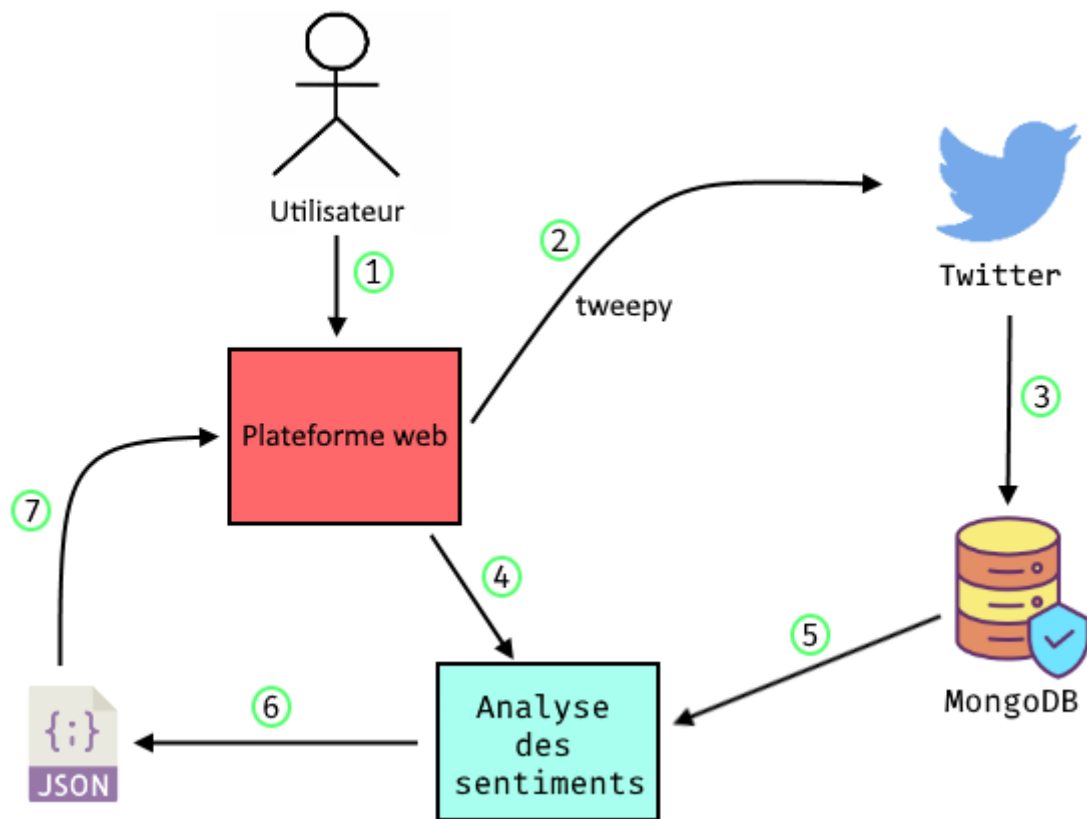 Utilisateur
1
2
tweepy
Twitter
3
Plateforme web
7
4
5
MongoDB
Analyse
des
sentiments
6
{;}
JSON